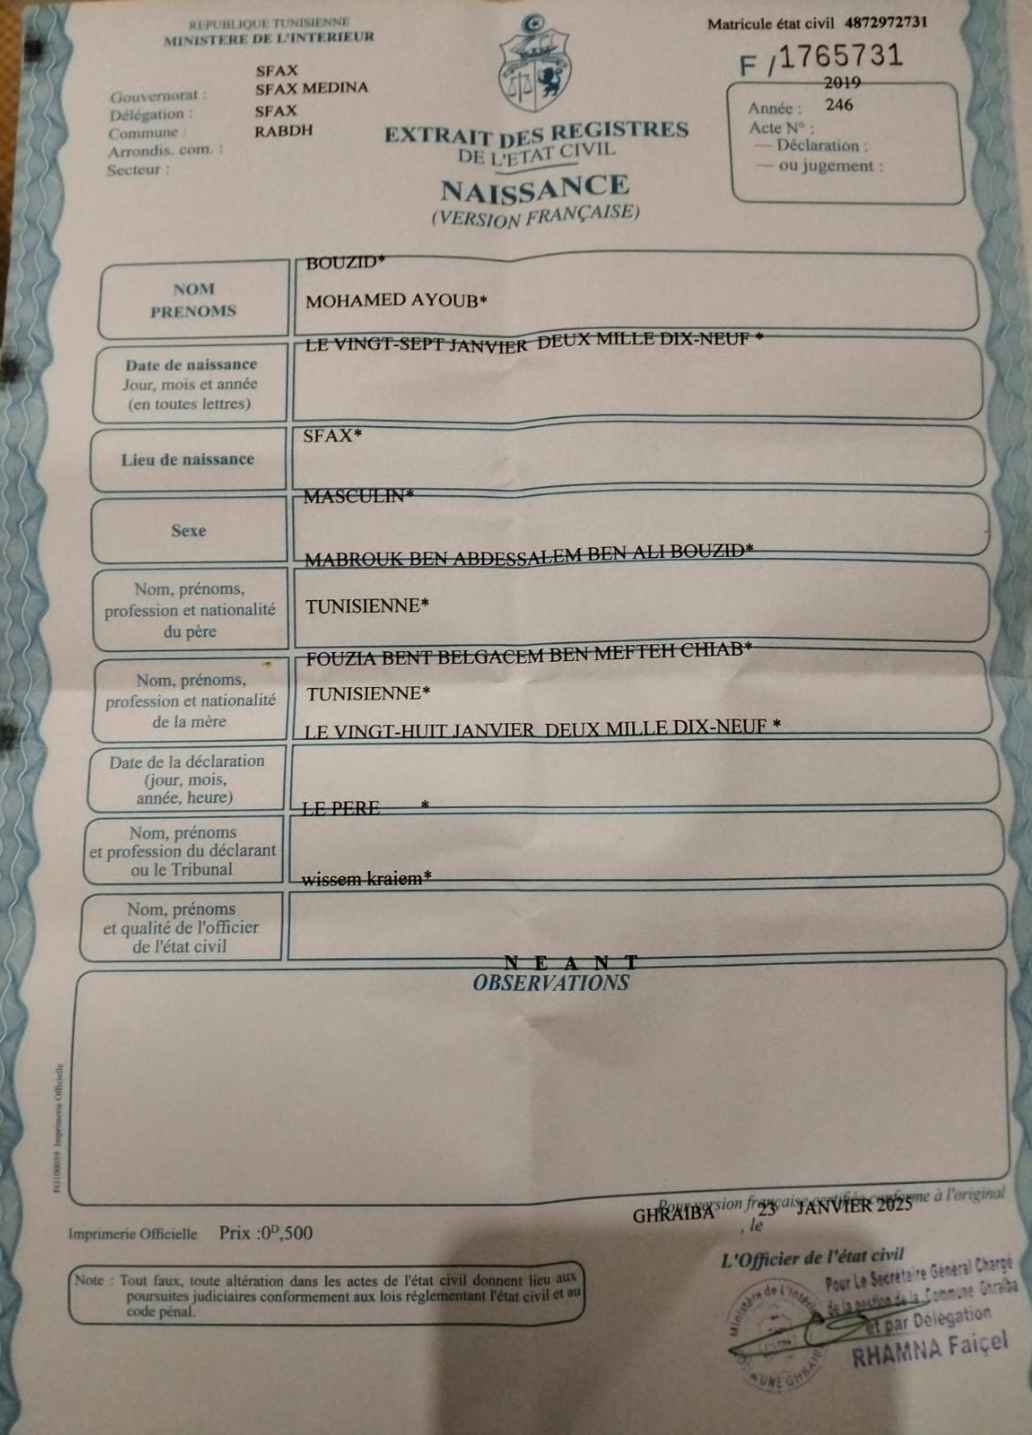 REPUBLIQUE TUNISIENNE
MINISTERE DE L'INTERIEUR
Matricule état civil 4872972731
F / 1765731
SFAX
Gouvernorat : SFAX MEDINA
Délégation : SFAX
Commune : RABDH
Arrondis. com. :
Secteur :
2019
Année : 246
Acte N° :
— Déclaration :
— ou jugement :
EXTRAIT DES REGISTRES
DE L'ETAT CIVIL
NAISSANCE
(VERSION FRANÇAISE)
BOUZID*
NOM
PRENOMS
MOHAMED AYOUB*
LE VINGT-SEPT JANVIER DEUX MILLE DIX-NEUF *
Date de naissance
Jour, mois et année
(en toutes lettres)
SFAX*
Lieu de naissance
MASCULIN*
Sexe
MABROUK BEN ABDESSALEM BEN ALI BOUZID*
Nom, prénoms,
profession et nationalité
du père
TUNISIENNE*
FOUZIA BENT BELGACEM BEN MEFTEH CHIAB*
Nom, prénoms,
profession et nationalité
de la mère
TUNISIENNE*
LE VINGT-HUIT JANVIER DEUX MILLE DIX-NEUF *
Date de la déclaration
(jour, mois,
année, heure)
LE PERE *
Nom, prénoms
et profession du déclarant
ou le Tribunal
wissem kraiem*
Nom, prénoms
et qualité de l'officier
de l'état civil
N E A N T
OBSERVATIONS
Imprimerie Officielle
Pour version française certifiée conforme à l'original
GHRAIBA 23 JANVIER 2025
, le
Imprimerie Officielle Prix :0D,500
L'Officier de l'état civil
Note : Tout faux, toute altération dans les actes de l'état civil donnent lieu aux
poursuites judiciaires conformement aux lois réglementant l'état civil et au
code pénal.
Pour Le Secrétaire Général Chargé
de la gestion de la Commune Ghraiba
et par Délégation
RHAMNA Faiçel
Ministère de l'Intéri